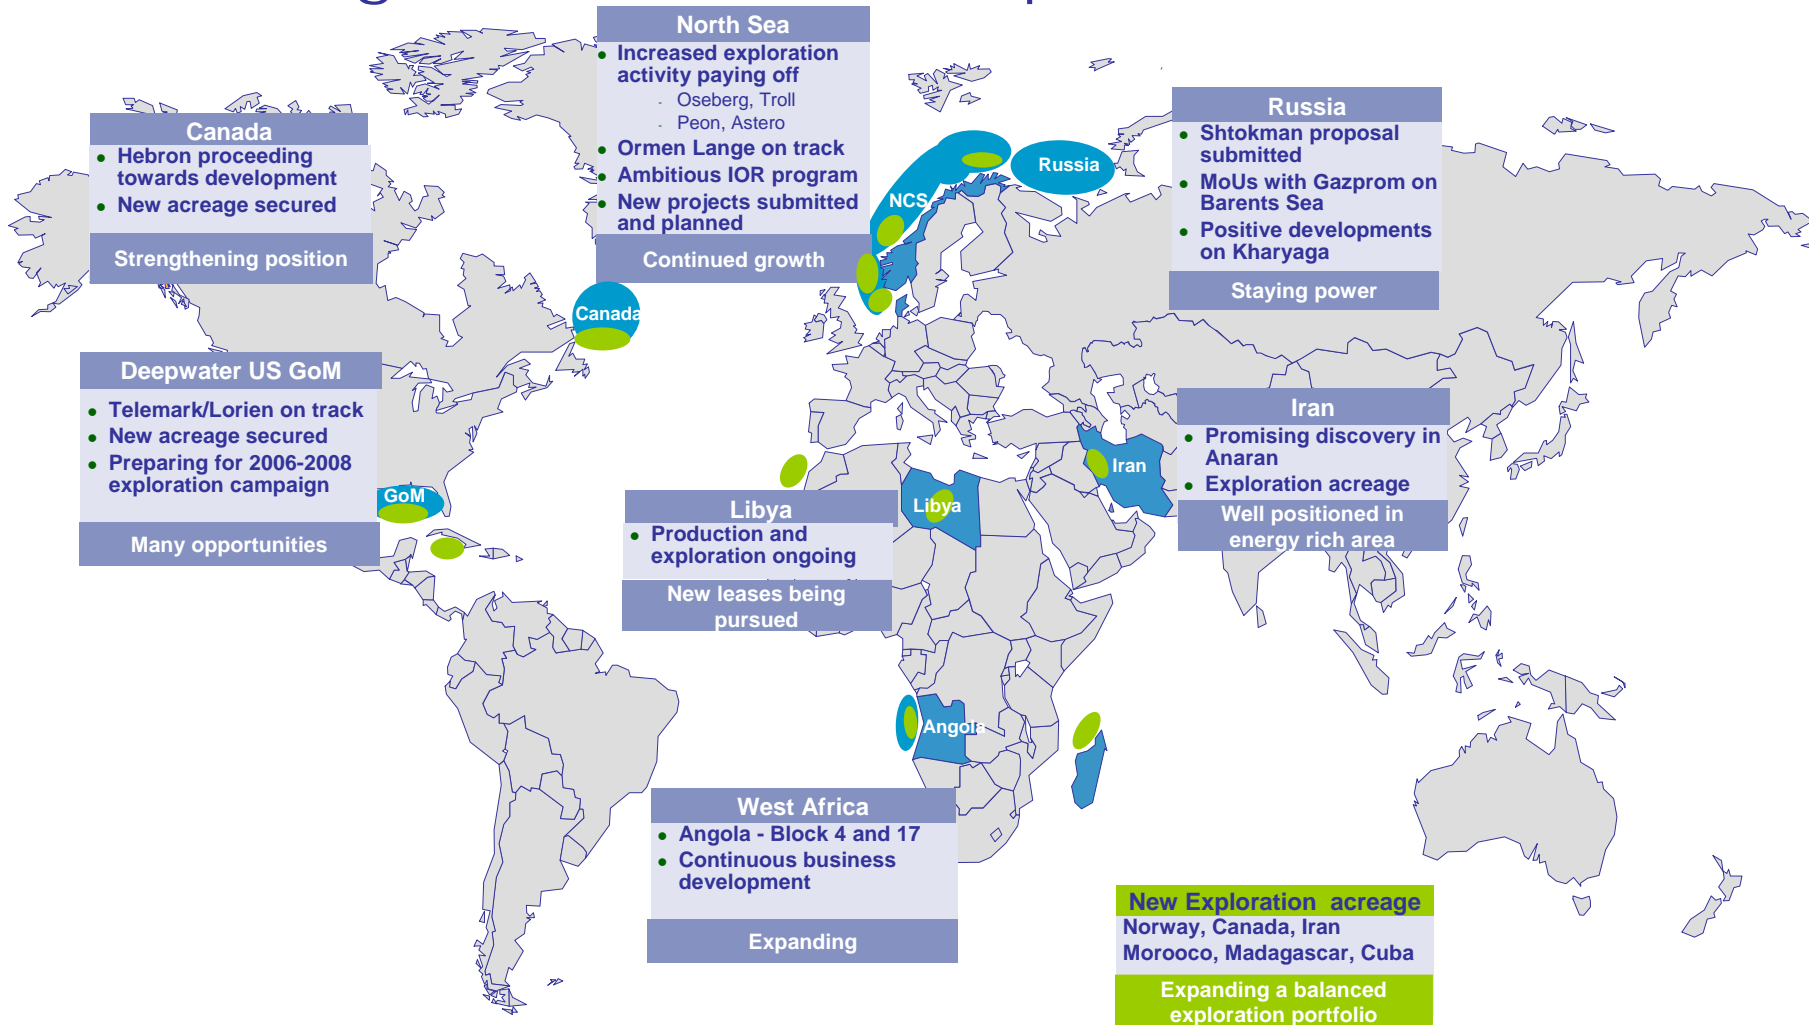 North Sea
• Increased exploration
activity paying off
- Oseberg, Troll
- Peon, Astero
• Ormen Lange on track
• Ambitious IOR program
• New projects submitted
and planned
Continued growth
Canada
• Hebron proceeding
towards development
• New acreage secured
Strengthening position
Russia
• Shtokman proposal
submitted
• MoUs with Gazprom on
Barents Sea
• Positive developments
on Kharyaga
Staying power
Russia
NCS
Canada
Deepwater US GoM
• Telemark/Lorien on track
• New acreage secured
• Preparing for 2006-2008
exploration campaign
Many opportunities
GoM
Iran
• Promising discovery in
Anaran
• Exploration acreage
Well positioned in
energy rich area
Iran
Libya
• Production and
exploration ongoing
New leases being
pursued
Libya
Angola
West Africa
• Angola - Block 4 and 17
• Continuous business
development
Expanding
New Exploration acreage
Norway, Canada, Iran
Morooco, Madagascar, Cuba
Expanding a balanced
exploration portfolio